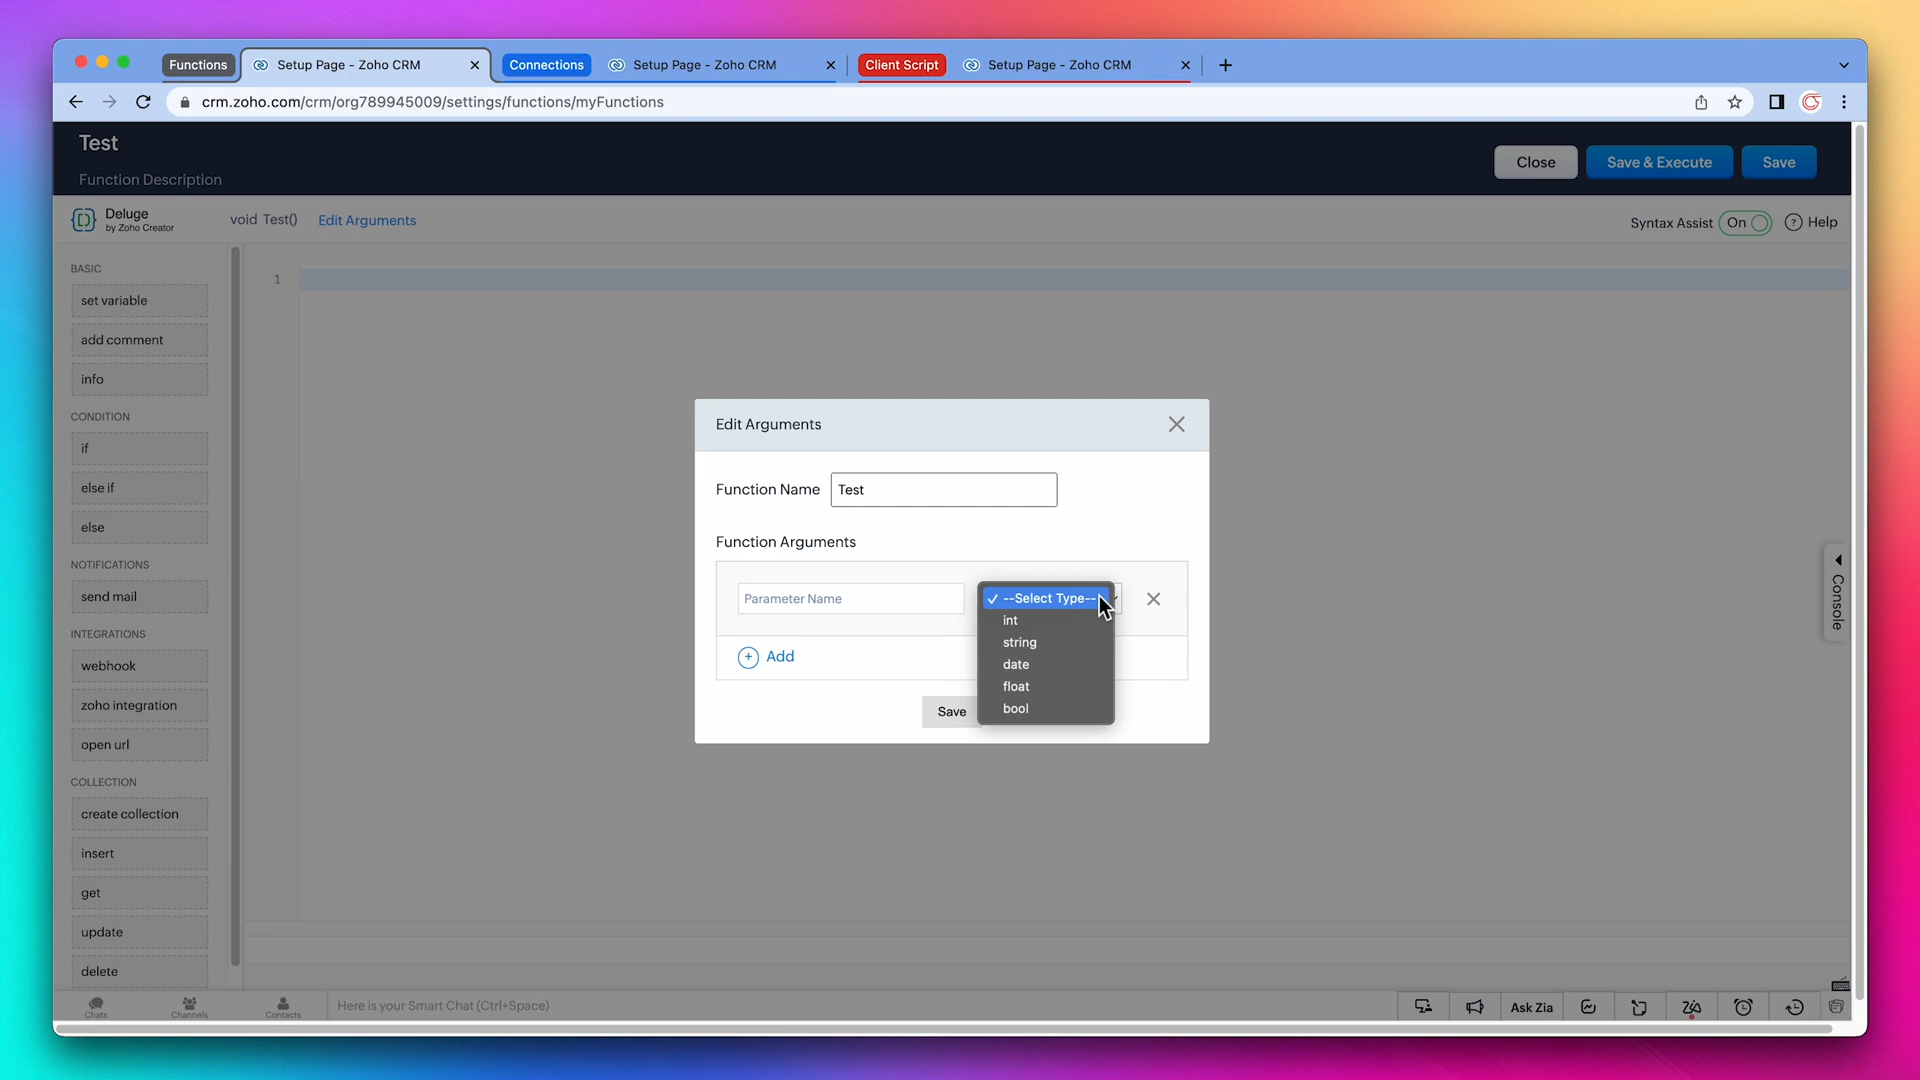 Functions
Setup Page - Zoho CRM
Connections
Setup Page - Zoho CRM
Client Script
Setup Page - Zoho CRM
crm.zoho.com/crm/org789945009/settings/functions/myFunctions
Test
Function Description
Close
Save & Execute
Save
Deluge
by Zoho Creator
void Test()
Edit Arguments
Syntax Assist
On
Help
BASIC
set variable
add comment
info
CONDITION
if
else if
else
NOTIFICATIONS
send mail
INTEGRATIONS
webhook
zoho integration
open url
COLLECTION
create collection
insert
get
update
delete
1
Edit Arguments
Function Name
Test
Function Arguments
Parameter Name
--Select Type--
int
string
date
float
bool
Add
Save
Console
Chats
Channels
Contacts
Here is your Smart Chat (Ctrl+Space)
Ask Zia